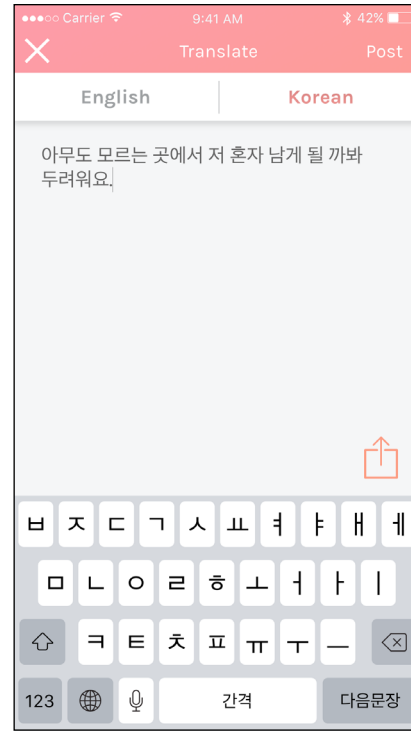 Carrier 9:41 AM 42%
Translate Post
English Korean
아무도 모르는 곳에서 저 혼자 남게 될 까봐
두려워요.
ㅂ ㅈ ㄷ ㄱ ㅅ ㅛ ㅕ ㅑ ㅐ ㅔ
ㅁ ㄴ ㅇ ㄹ ㅎ ㅗ ㅓ ㅏ ㅣ
ㅋ ㅌ ㅊ ㅍ ㅠ ㅜ ㅡ
123 간격 다음문장